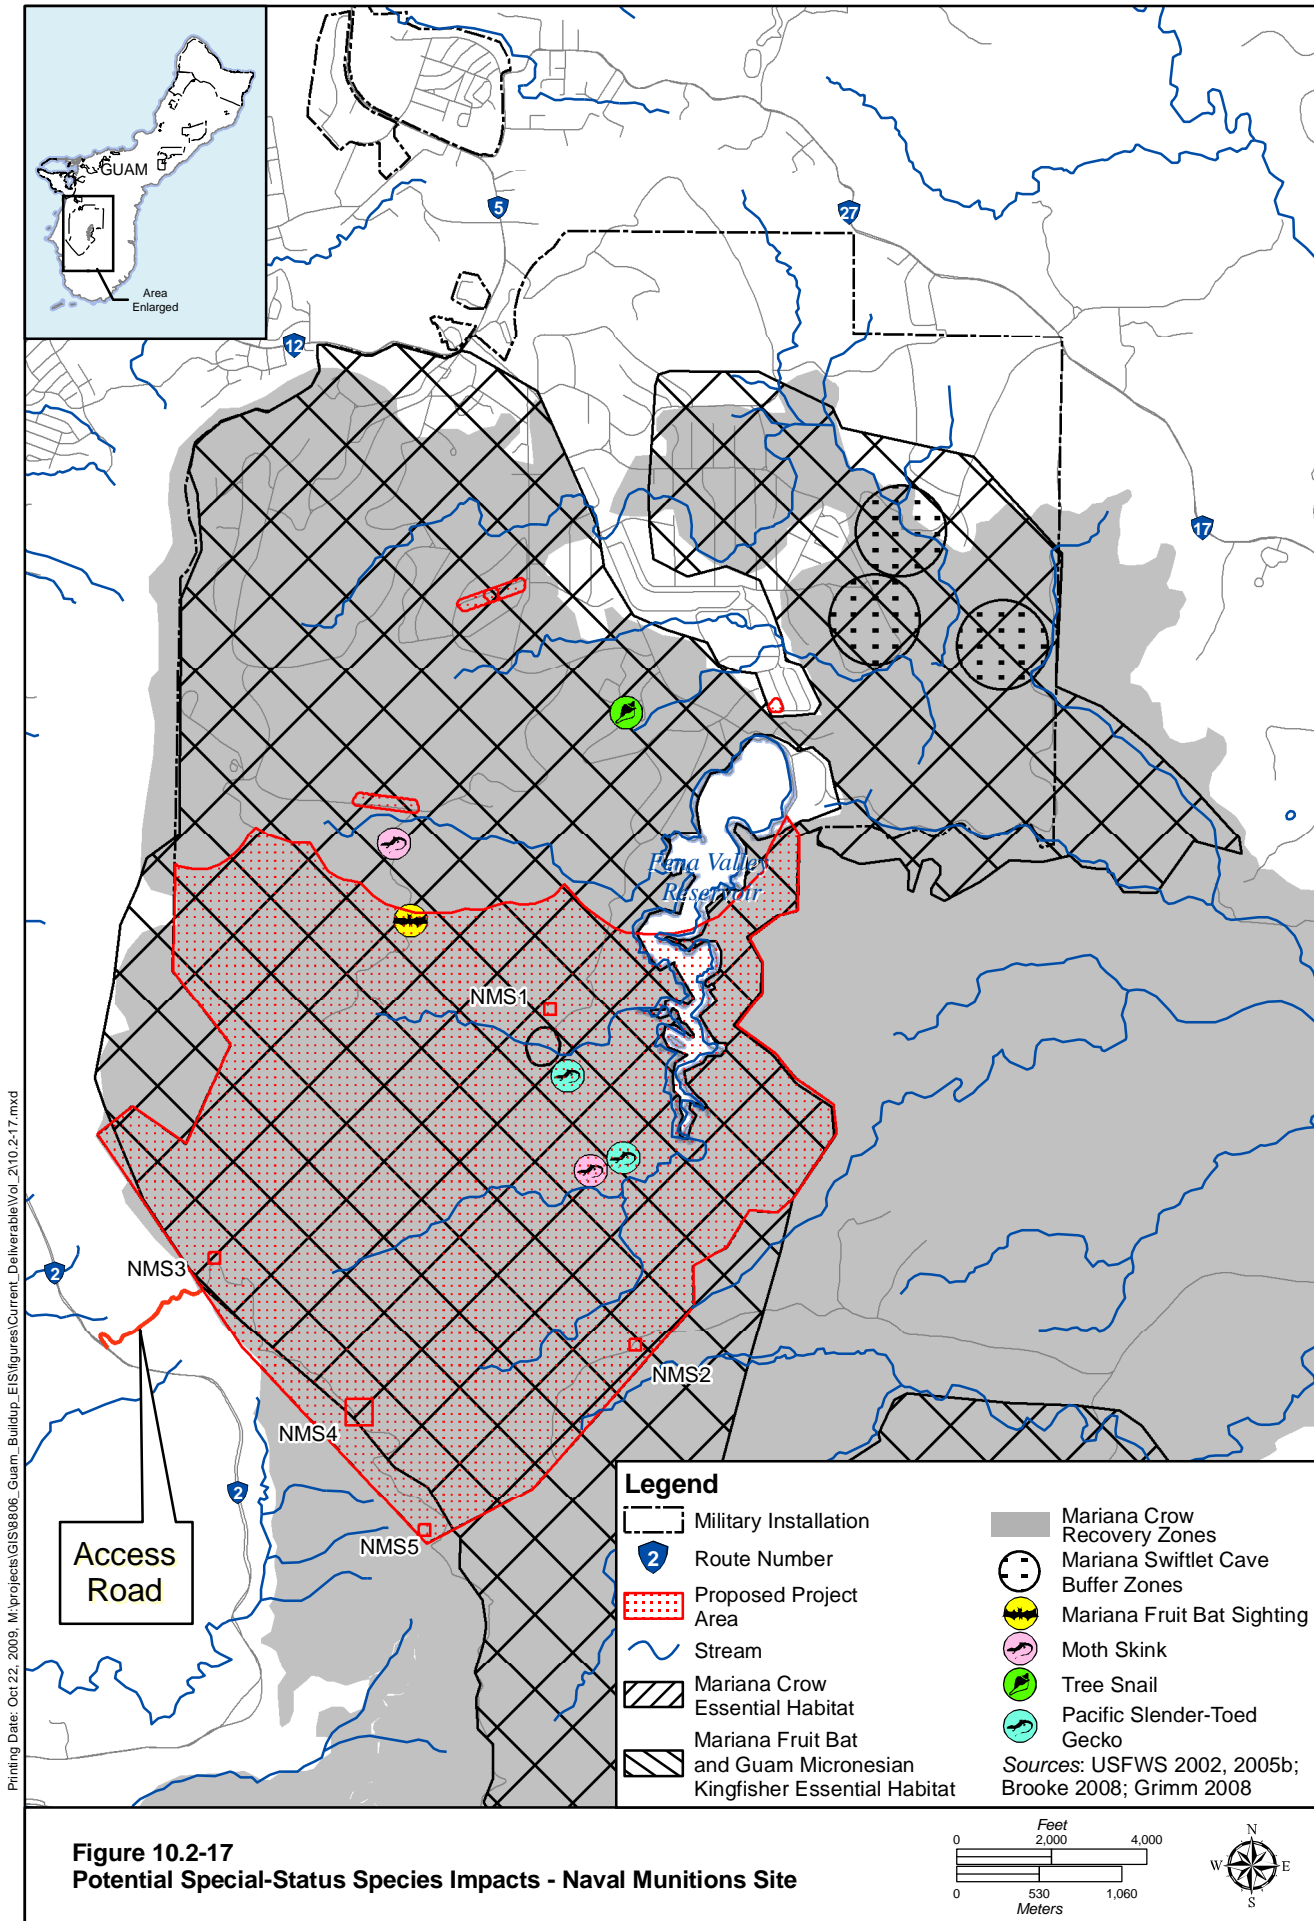 GUAM
Area
Enlarged
5
27
12
17
Fena Valley
Reservoir
NMS1
NMS3
2
NMS2
NMS4
2
NMS5
Access
Road
Legend
Military Installation
2
Route Number
Proposed Project
Area
Stream
Mariana Crow
Essential Habitat
Mariana Fruit Bat
and Guam Micronesian
Kingfisher Essential Habitat
Mariana Crow
Recovery Zones
Mariana Swiftlet Cave
Buffer Zones
Mariana Fruit Bat Sighting
Moth Skink
Tree Snail
Pacific Slender-Toed
Gecko
Sources: USFWS 2002, 2005b;
Brooke 2008; Grimm 2008
Printing Date: Oct 22, 2009, M:\projects\GIS\8806_Guam_Buildup_EIS\figures\Current_Deliverable\Vol_2\10.2-17.mxd
Figure 10.2-17
Potential Special-Status Species Impacts - Naval Munitions Site
Feet
0 2,000 4,000
0 530 1,060
Meters
N
W E
S